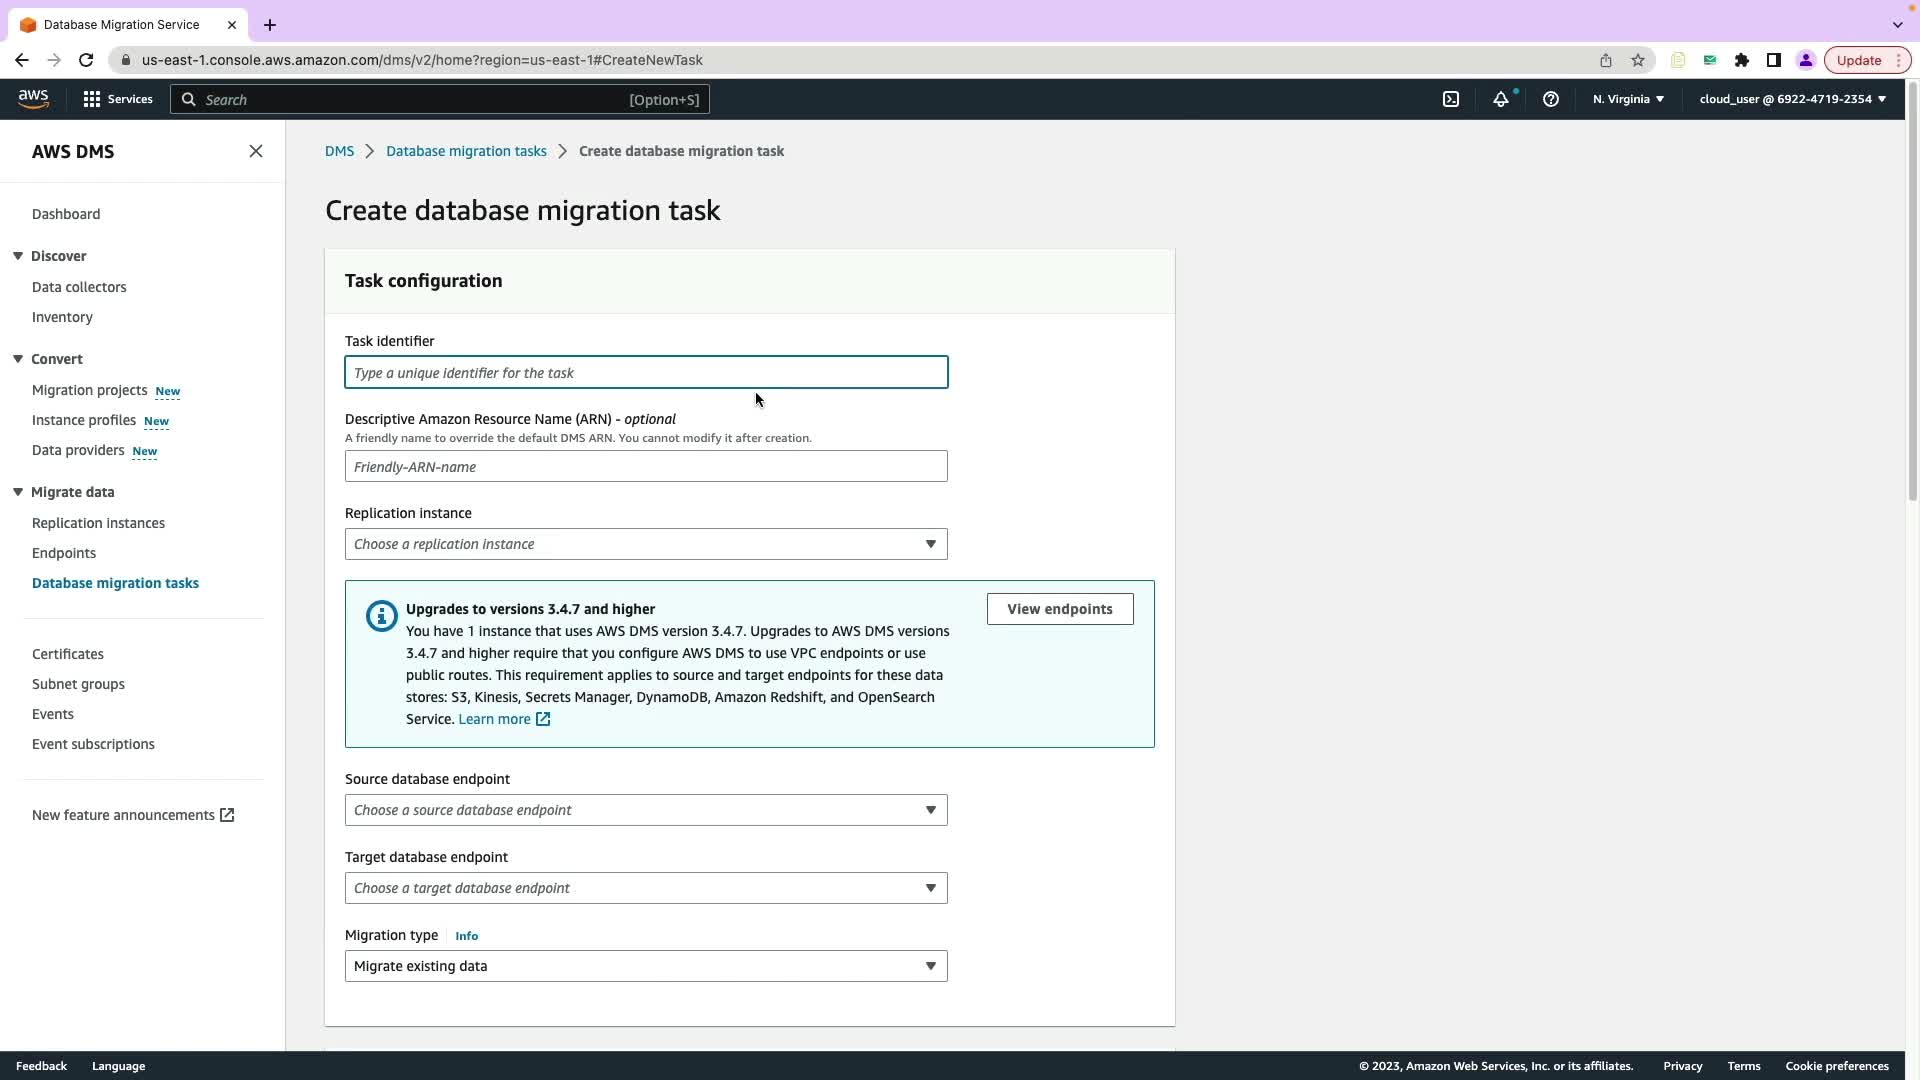 Database Migration Service
us-east-1.console.aws.amazon.com/dms/v2/home?region=us-east-1#CreateNewTask
Update
aws
Services
Search
[Option+S]
N. Virginia
cloud_user @ 6922-4719-2354
AWS DMS
Dashboard
Discover
Data collectors
Inventory
Convert
Migration projects New
Instance profiles New
Data providers New
Migrate data
Replication instances
Endpoints
Database migration tasks
Certificates
Subnet groups
Events
Event subscriptions
New feature announcements
DMS
Database migration tasks
Create database migration task
Create database migration task
Task configuration
Task identifier
Type a unique identifier for the task
Descriptive Amazon Resource Name (ARN) - optional
A friendly name to override the default DMS ARN. You cannot modify it after creation.
Friendly-ARN-name
Replication instance
Choose a replication instance
Upgrades to versions 3.4.7 and higher
View endpoints
You have 1 instance that uses AWS DMS version 3.4.7. Upgrades to AWS DMS versions
3.4.7 and higher require that you configure AWS DMS to use VPC endpoints or use
public routes. This requirement applies to source and target endpoints for these data
stores: S3, Kinesis, Secrets Manager, DynamoDB, Amazon Redshift, and OpenSearch
Service. Learn more
Source database endpoint
Choose a source database endpoint
Target database endpoint
Choose a target database endpoint
Migration type Info
Migrate existing data
Feedback
Language
© 2023, Amazon Web Services, Inc. or its affiliates.
Privacy
Terms
Cookie preferences